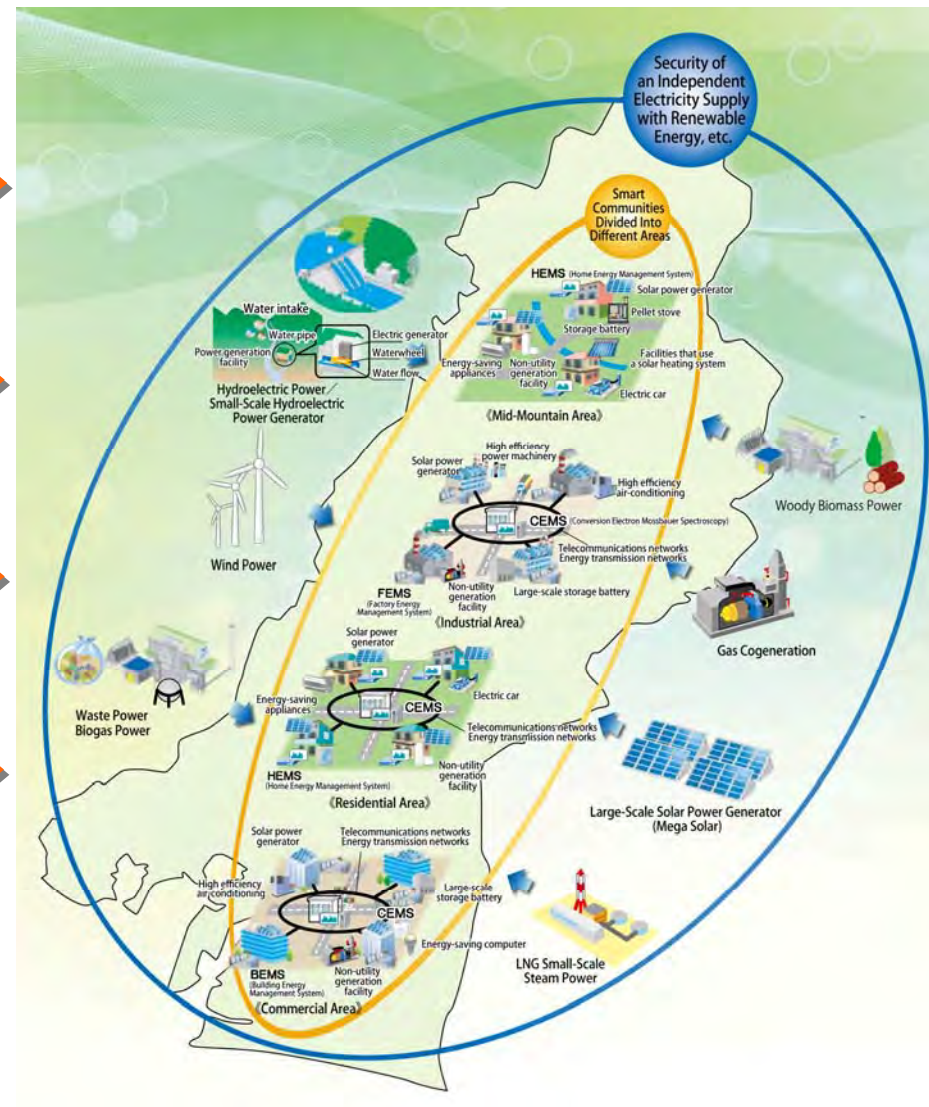 Security of
an Independent
Electricity Supply
with Renewable
Energy, etc.
Smart
Communities
Divided Into
Different Areas
HEMS (Home Energy Management System)
Solar power generator
Pellet stove
Storage battery
Energy-saving
appliances
Non-utility
generation
facility
Facilities that use
a solar heating system
Electric car
《Mid-Mountain Area》
Water intake
Water pipe
Power generation
facility
Electric generator
Waterwheel
Water flow
Hydroelectric Power／
Small-Scale Hydroelectric
Power Generator
Wind Power
Woody Biomass Power
High efficiency
power machinery
Solar power
generator
High efficiency
air-conditioning
CEMS (Conversion Electron Mossbauer Spectroscopy)
Telecommunications networks
Energy transmission networks
FEMS
(Factory Energy
Management System)
Non-utility
generation
facility
Large-scale storage battery
《Industrial Area》
Gas Cogeneration
Waste Power
Biogas Power
Solar power
generator
Energy-saving
appliances
Electric car
CEMS
Telecommunications networks
Energy transmission networks
HEMS
(Home Energy Management System)
Non-utility
generation
facility
《Residential Area》
Large-Scale Solar Power Generator
(Mega Solar)
Solar power
generator
Telecommunications networks
Energy transmission networks
High efficiency
air-conditioning
Large-scale
storage battery
CEMS
Energy-saving computer
BEMS
(Building Energy
Management System)
Non-utility
generation
facility
《Commercial Area》
LNG Small-Scale
Steam Power